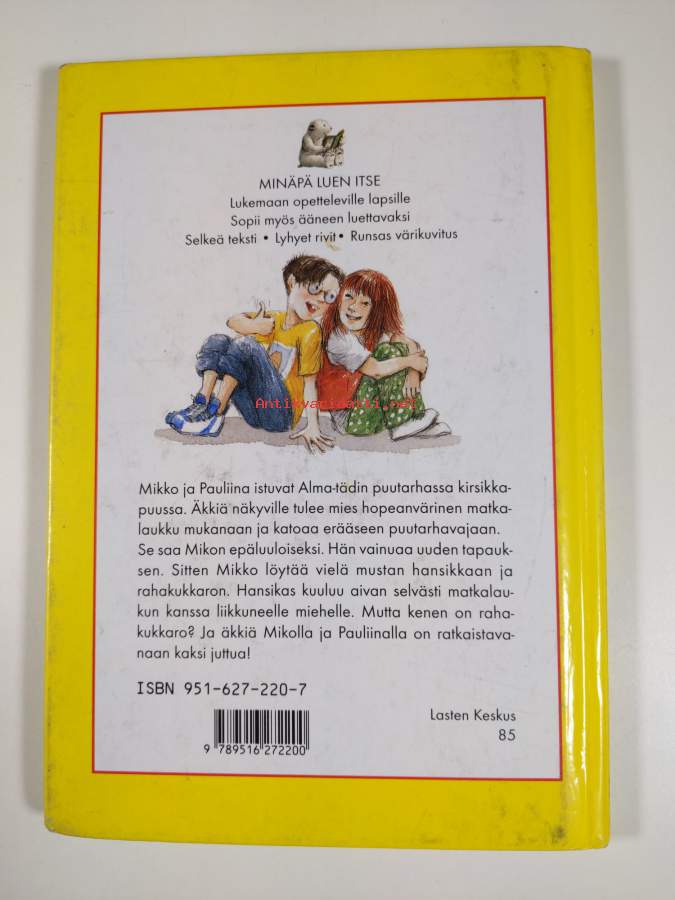 MINÄPÄ LUEN ITSE
Lukemaan opetteleville lapsille
Sopii myös ääneen luettavaksi
Selkeä teksti • Lyhyet rivit • Runsas värikuvitus
Antikvariaatti.net
Mikko ja Pauliina istuvat Alma-tädin puutarhassa kirsikka-
puussa. Äkkiä näkyville tulee mies hopeanvärinen matka-
laukku mukanaan ja katoaa erääseen puutarhavajaan.
Se saa Mikon epäluuloiseksi. Hän vainuaa uuden tapauk-
sen. Sitten Mikko löytää vielä mustan hansikkaan ja
rahakukkaron. Hansikas kuuluu aivan selvästi matkalau-
kun kanssa liikkuneelle miehelle. Mutta kenen on raha-
kukkaro? Ja äkkiä Mikolla ja Pauliinalla on ratkaistava-
naan kaksi juttua!
ISBN 951-627-220-7
Lasten Keskus
85
9 789516 272200